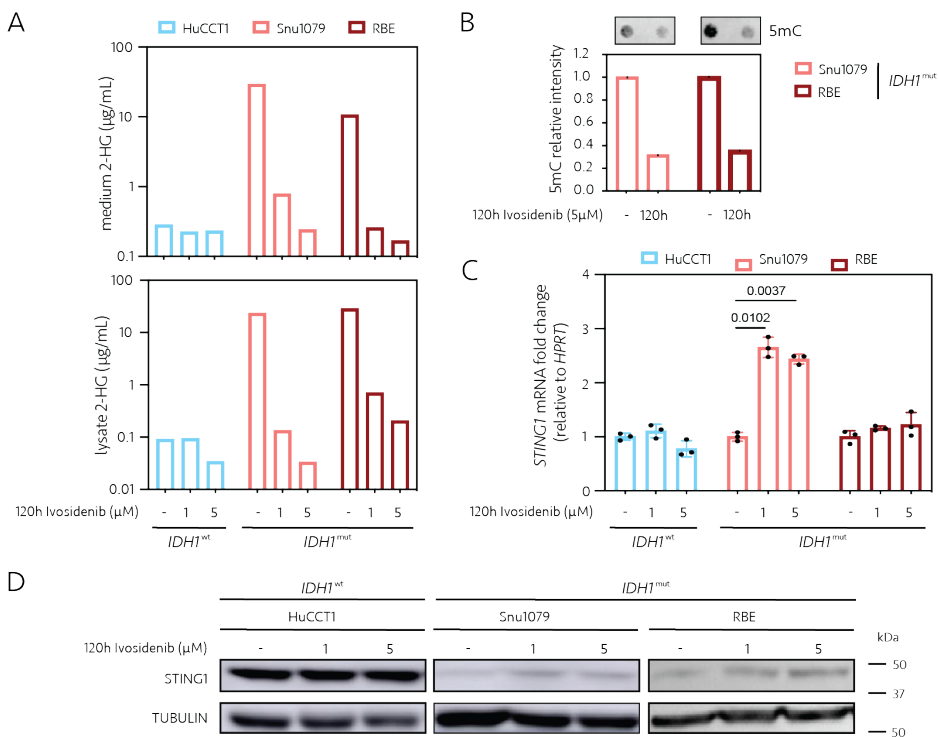 A
HuCCT1 Snu1079 RBE
medium 2-HG (µg/mL)
100
10
1
0.1
lysate 2-HG (µg/mL)
100
10
1
0.1
0.01
120h Ivosidenib (µM) - 1 5 - 1 5 - 1 5
IDH1wt IDH1mut
B
5mC
5mC relative intensity
1.2
1.0
0.8
0.6
0.4
0.2
0.0
Snu1079
RBE
IDH1mut
120h Ivosidenib (5µM) - 120h - 120h
C
HuCCT1 Snu1079 RBE
STING1 mRNA fold change
(relative to HPRT)
4
3
2
1
0
0.0037
0.0102
120h Ivosidenib (µM) - 1 5 - 1 5 - 1 5
IDH1wt IDH1mut
D
IDH1wt IDH1mut
HuCCT1 Snu1079 RBE
120h Ivosidenib (µM) - 1 5 - 1 5 - 1 5
kDa
STING1
50
37
TUBULIN
50